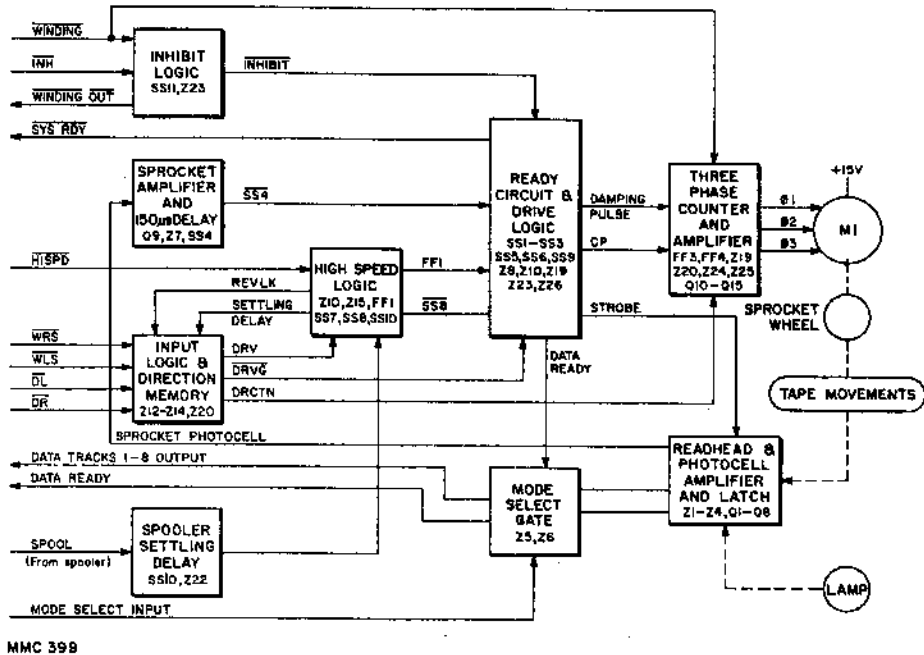 WINDING
INH
WINDING OUT
SYS RDY
INHIBIT
LOGIC
SS11,Z23
INHIBIT
SPROCKET
AMPLIFIER
AND
150µs DELAY
Q9,Z7,SS4
SS4
READY
CIRCUIT &
DRIVE
LOGIC
SS1-SS3
SS5,SS6,SS9
Z8,Z10,Z19
Z23,Z26
DAMPING
PULSE
CP
THREE
PHASE
COUNTER
AND
AMPLIFIER
FF3,FF4,Z19
Z20,Z24,Z25
Q10-Q15
Ø1
Ø2
Ø3
+15V
M1
SPROCKET
WHEEL
TAPE MOVEMENTS
HISPD
REVLK
SETTLING
DELAY
HIGH SPEED
LOGIC
Z10,Z15,FF1
SS7,SS8,SS10
FF1
SS8
STROBE
WRS
WLS
DL
DR
INPUT
LOGIC &
DIRECTION
MEMORY
Z12-Z14,Z20
DRV
DRVG
DRCTN
DATA
READY
SPROCKET PHOTOCELL
DATA TRACKS 1-8 OUTPUT
DATA READY
MODE
SELECT
GATE
Z5,Z6
READHEAD &
PHOTOCELL
AMPLIFIER
AND LATCH
Z1-Z4,Q1-Q8
SPOOL
(From spooler)
SPOOLER
SETTLING
DELAY
SS10,Z22
LAMP
MODE SELECT INPUT
MMC 399